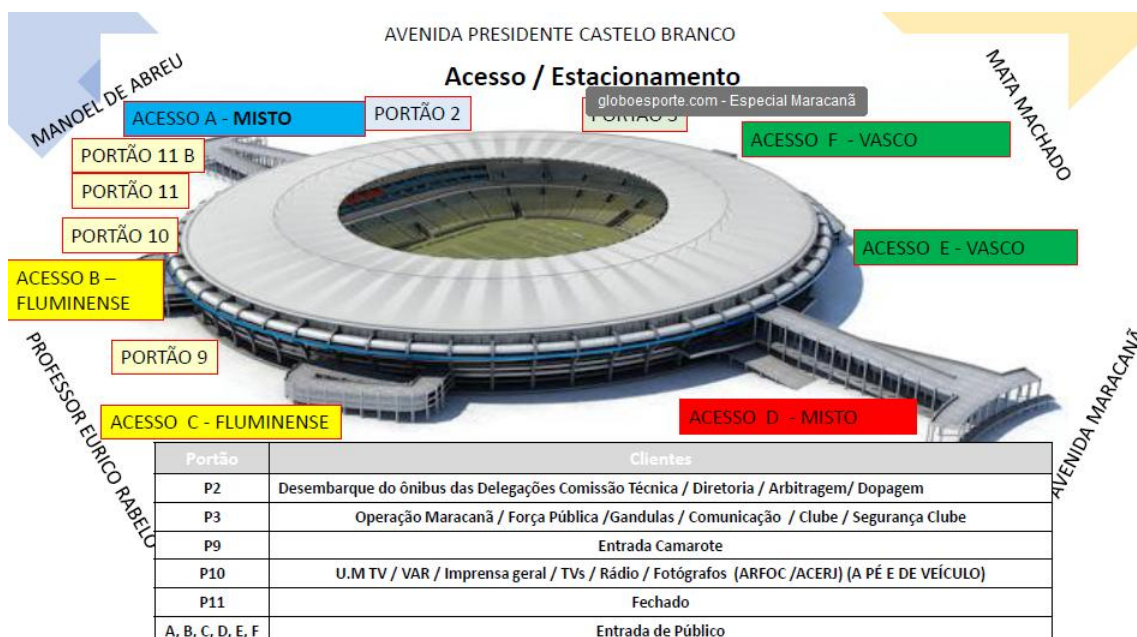 AVENIDA PRESIDENTE CASTELO BRANCO
Acesso / Estacionamento
globoesporte.com - Especial Maracanã
MANOEL DE ABREU
MATA MACHADO
ACESSO A - MISTO
PORTÃO 2
PORTÃO 3
ACESSO F - VASCO
PORTÃO 11 B
PORTÃO 11
PORTÃO 10
ACESSO E - VASCO
ACESSO B –
FLUMINENSE
PORTÃO 9
PROFESSOR EURICO RABELO
AVENIDA MARACANÃ
ACESSO C - FLUMINENSE
ACESSO D - MISTO
Portão Clientes
P2 Desembarque do ônibus das Delegações Comissão Técnica / Diretoria / Arbitragem/ Dopagem
P3 Operação Maracanã / Força Pública /Gandulas / Comunicação / Clube / Segurança Clube
P9 Entrada Camarote
P10 U.M TV / VAR / Imprensa geral / TVs / Rádio / Fotógrafos (ARFOC /ACERJ) (A PÉ E DE VEÍCULO)
P11 Fechado
A, B, C, D, E, F Entrada de Público